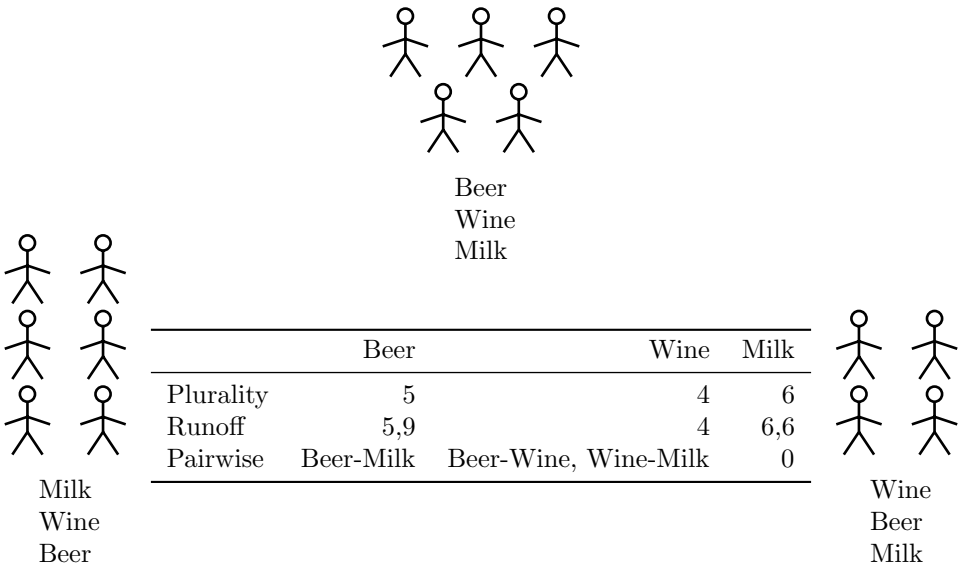 Beer
Wine
Milk
Beer Wine Milk
Plurality 5 4 6
Runoff 5,9 4 6,6
Pairwise Beer-Milk Beer-Wine, Wine-Milk 0
Milk
Wine
Beer
Wine
Beer
Milk